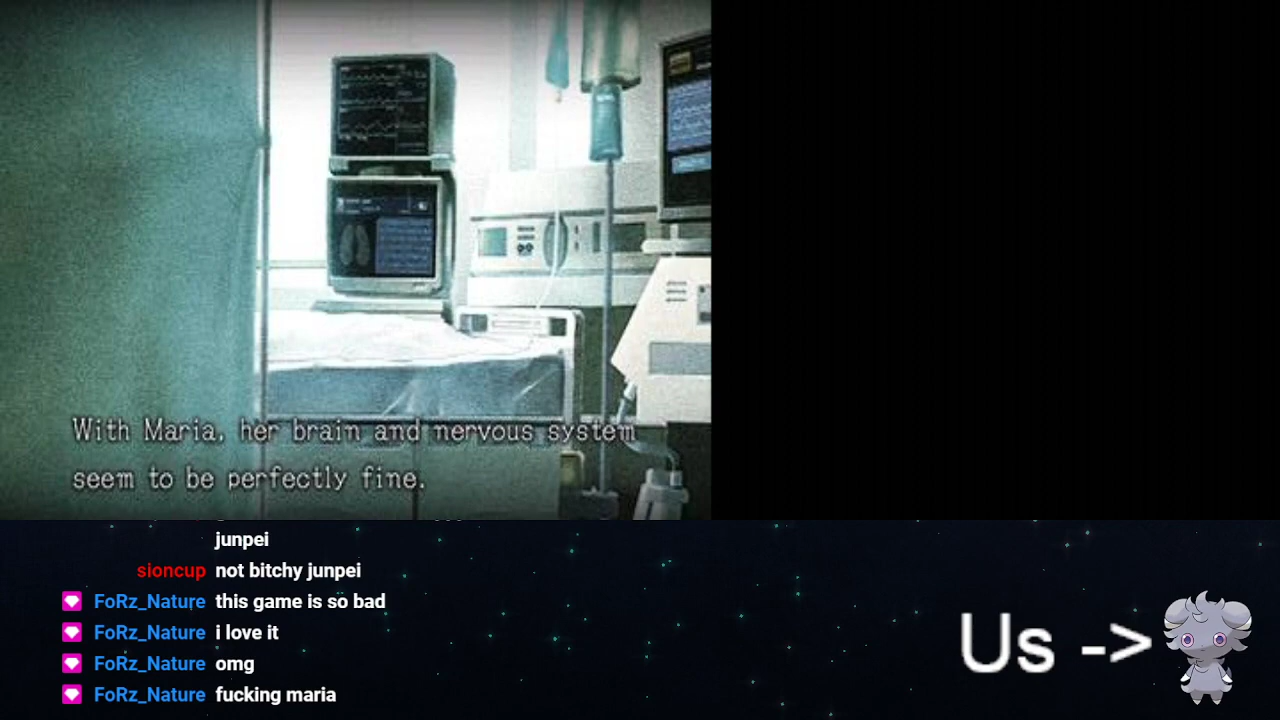 With Maria, her brain and nervous system
seem to be perfectly fine.
junpei
sioncup not bitchy junpei
FoRz_Nature this game is so bad
FoRz_Nature i love it
FoRz_Nature omg
FoRz_Nature fucking maria
Us ->